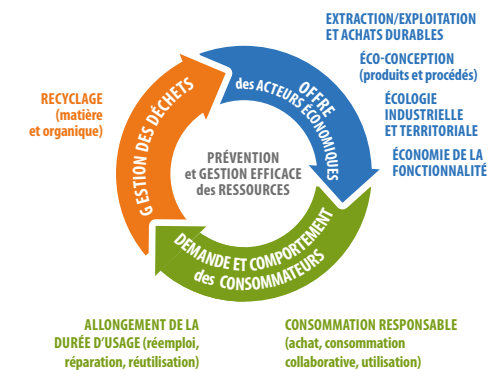 EXTRACTION/EXPLOITATION
ET ACHATS DURABLES
ÉCO-CONCEPTION
(produits et procédés)
ÉCOLOGIE
INDUSTRIELLE
ET TERRITORIALE
ÉCONOMIE DE LA
FONCTIONNALITÉ
OFFRE
des ACTEURS ÉCONOMIQUES
RECYCLAGE
(matière
et organique)
GESTION DES DÉCHETS
PRÉVENTION
et GESTION EFFICACE
des RESSOURCES
DEMANDE ET COMPORTEMENT
des CONSOMMATEURS
ALLONGEMENT DE LA
DURÉE D'USAGE (réemploi,
réparation, réutilisation)
CONSOMMATION RESPONSABLE
(achat, consommation
collaborative, utilisation)